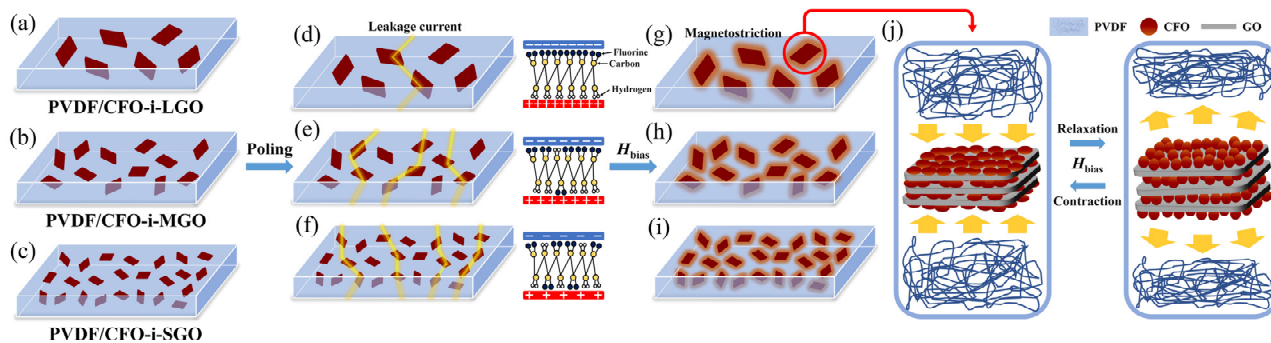 (a)
PVDF/CFO-i-LGO
(b)
PVDF/CFO-i-MGO
(c)
PVDF/CFO-i-SGO
Poling
Leakage current
(d)
Fluorine
Carbon
Hydrogen
(e)
(f)
H bias
Magnetostriction
(g)
(h)
(i)
(j)
PVDF
CFO
GO
Relaxation
H bias
Contraction